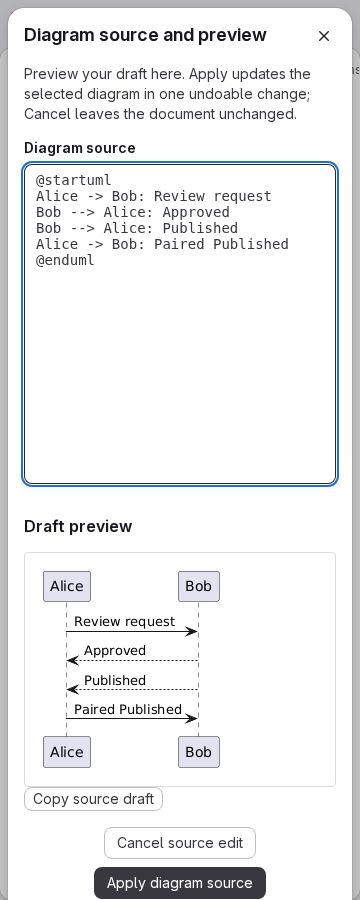 Diagram source and preview
Preview your draft here. Apply updates the
selected diagram in one undoable change;
Cancel leaves the document unchanged.
Diagram source
@startuml
Alice -> Bob: Review request
Bob --> Alice: Approved
Bob --> Alice: Published
Alice -> Bob: Paired Published
@enduml
Draft preview
Alice Bob
Review request
Approved
Published
Paired Published
Alice Bob
Copy source draft
Cancel source edit
Apply diagram source